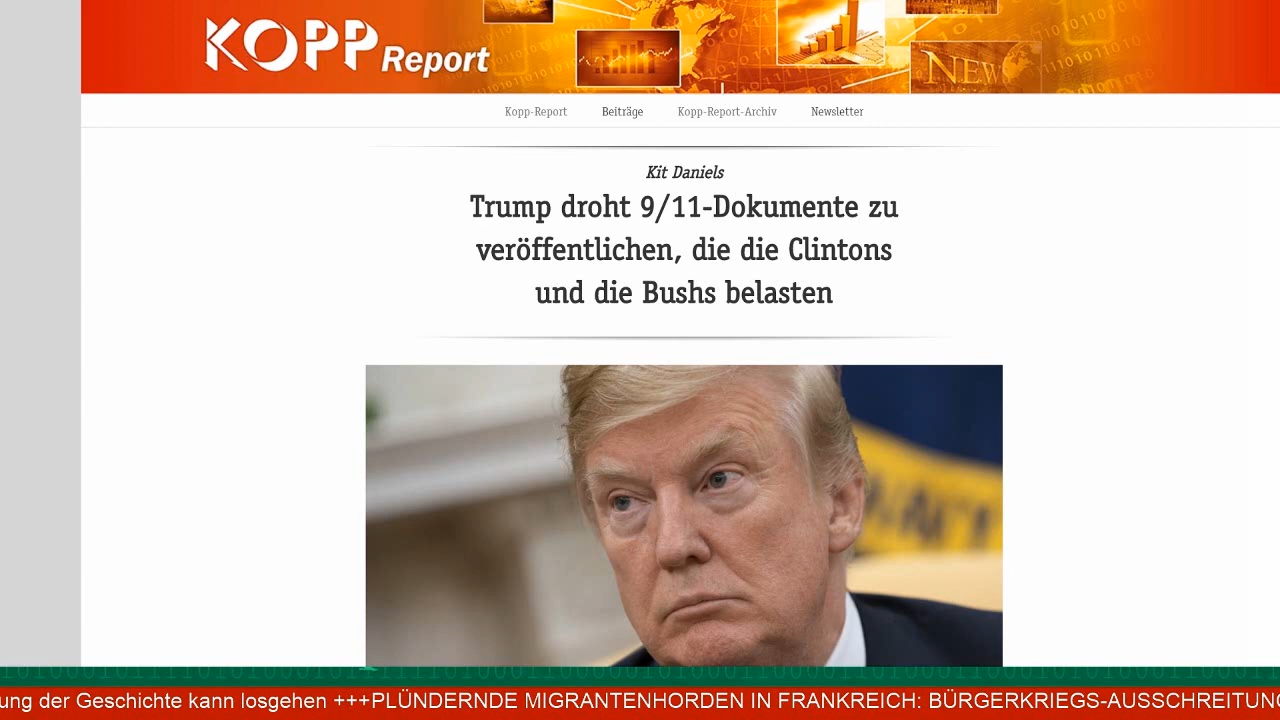 KOPP Report
NEWS
Kopp-Report Beiträge Kopp-Report-Archiv Newsletter
Kit Daniels
Trump droht 9/11-Dokumente zu
veröffentlichen, die die Clintons
und die Bushs belasten
ung der Geschichte kann losgehen +++PLÜNDERNDE MIGRANTENHORDEN IN FRANKREICH: BÜRGERKRIEGS-AUSSCHREITUNG